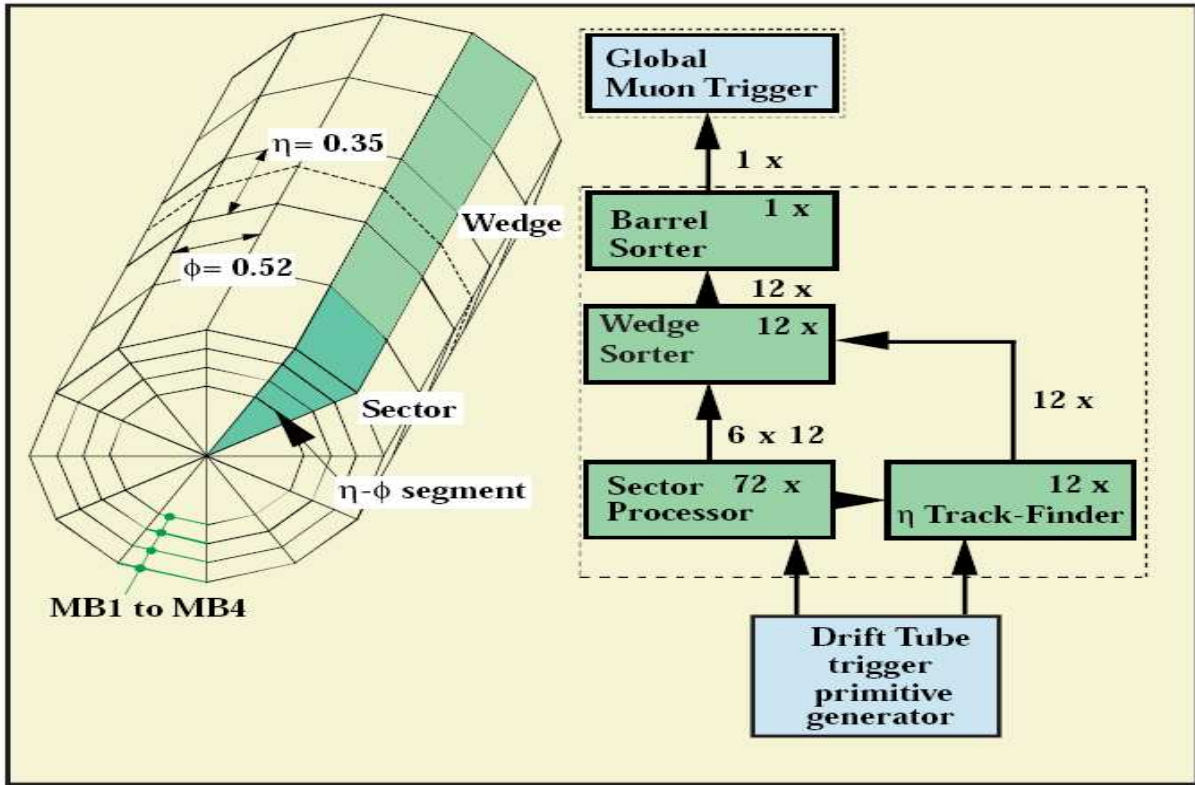 η= 0.35
ϕ= 0.52
Wedge
Sector
η-ϕ segment
MB1 to MB4
Global
Muon Trigger
1 x
1 x
Barrel
Sorter
12 x
Wedge 12 x
Sorter
12 x
6 x 12
Sector 72 x
Processor
12 x
η Track-Finder
Drift Tube
trigger
primitive
generator